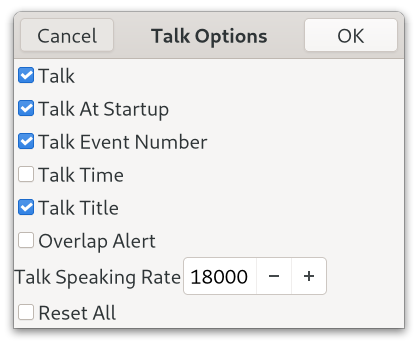 Cancel Talk Options OK
Talk
Talk At Startup
Talk Event Number
Talk Time
Talk Title
Overlap Alert
Talk Speaking Rate 18000 − +
Reset All